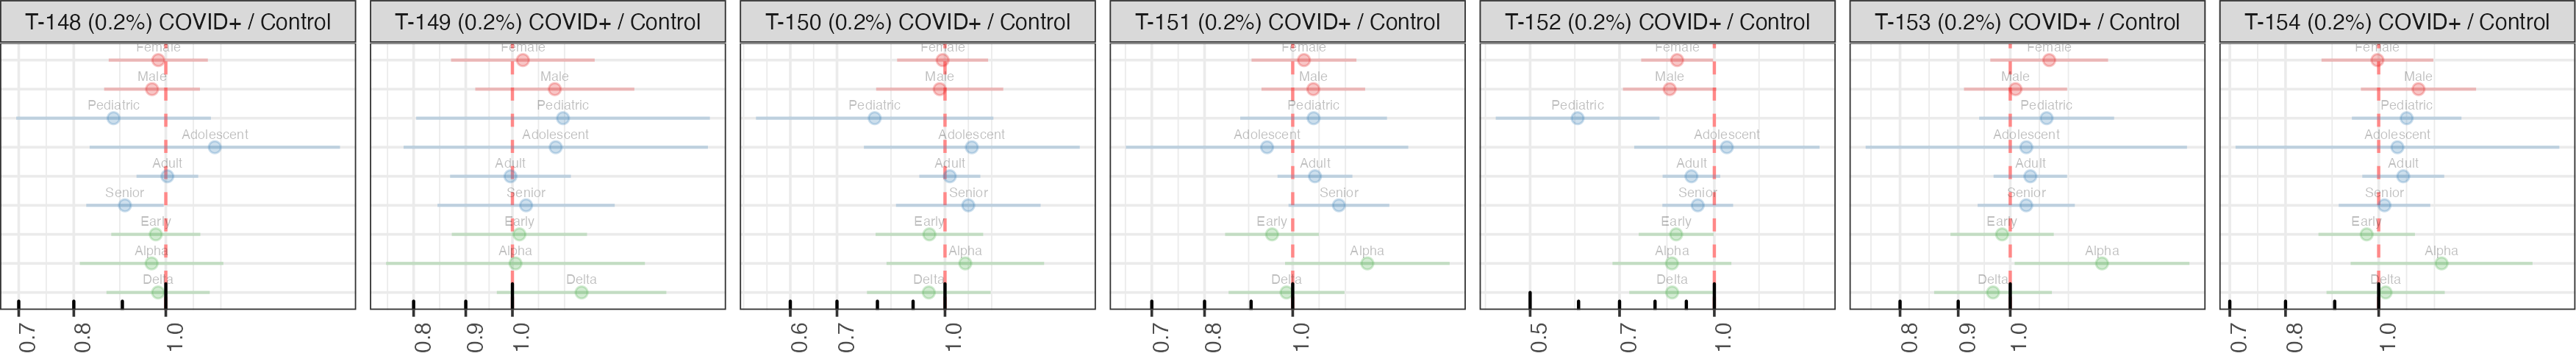 T-148 (0.2%) COVID+ / Control
Female
Male
Pediatric
Adolescent
Adult
Senior
Early
Alpha
Delta
0.7 0.8 1.0
T-149 (0.2%) COVID+ / Control
Female
Male
Pediatric
Adolescent
Adult
Senior
Early
Alpha
Delta
0.8 0.9 1.0
T-150 (0.2%) COVID+ / Control
Female
Male
Pediatric
Adolescent
Adult
Senior
Early
Alpha
Delta
0.6 0.7 1.0
T-151 (0.2%) COVID+ / Control
Female
Male
Pediatric
Adolescent
Adult
Senior
Early
Alpha
Delta
0.7 0.8 1.0
T-152 (0.2%) COVID+ / Control
Female
Male
Pediatric
Adolescent
Adult
Senior
Early
Alpha
Delta
0.5 0.7 1.0
T-153 (0.2%) COVID+ / Control
Female
Male
Pediatric
Adolescent
Adult
Senior
Early
Alpha
Delta
0.8 0.9 1.0
T-154 (0.2%) COVID+ / Control
Female
Male
Pediatric
Adolescent
Adult
Senior
Early
Alpha
Delta
0.7 0.8 1.0